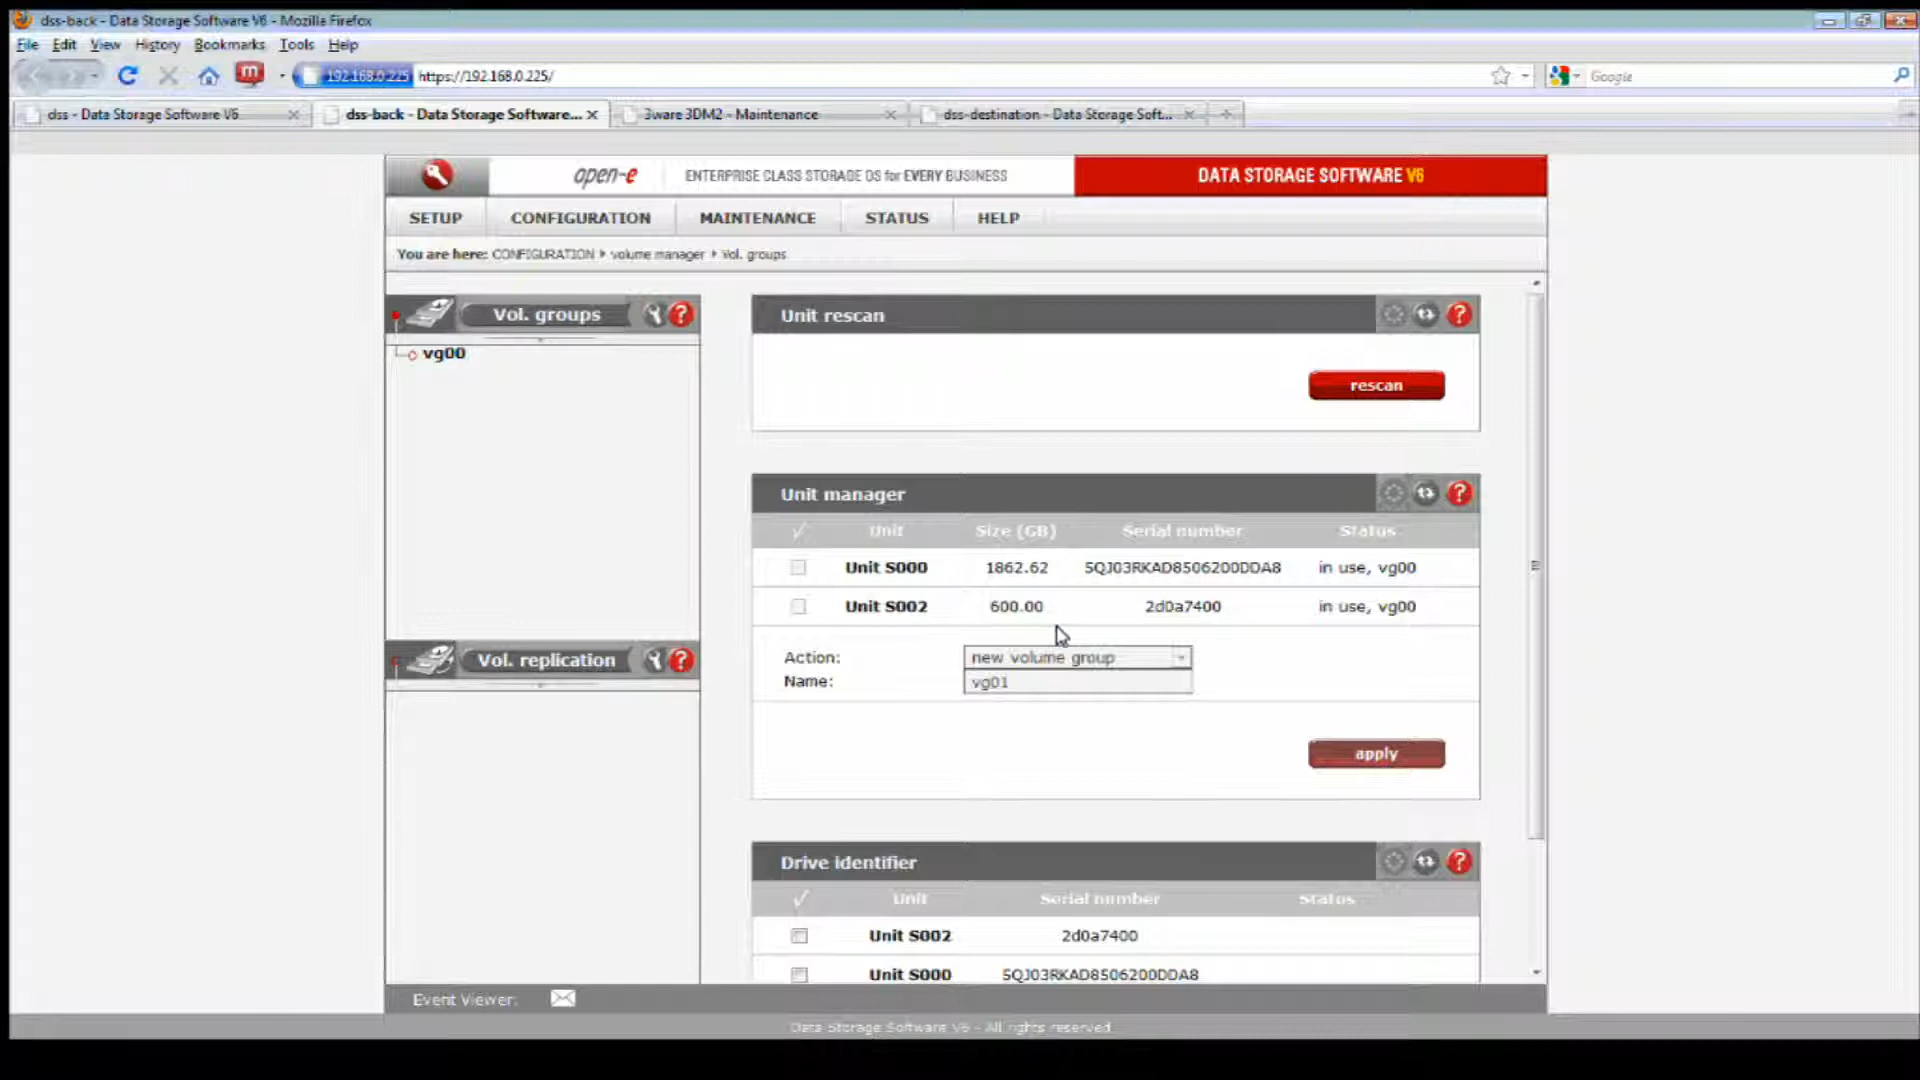 dss-back - Data Storage Software V6 - Mozilla Firefox
File Edit View History Bookmarks Tools Help
192.168.0.225 https://192.168.0.225/ Google
dss - Data Storage Software V6 dss-back - Data Storage Software... 3ware 3DM2 - Maintenance dss-destination - Data Storage Soft...
open-e ENTERPRISE CLASS STORAGE OS for EVERY BUSINESS DATA STORAGE SOFTWARE V6
SETUP CONFIGURATION MAINTENANCE STATUS HELP
You are here: CONFIGURATION volume manager Vol. groups
Vol. groups
vg00
Vol. replication
Unit rescan
rescan
Unit manager
Unit Size (GB) Serial number Status
Unit S000 1862.62 5QJ03RKAD8506200DDA8 in use, vg00
Unit S002 600.00 2d0a7400 in use, vg00
Action: new volume group
Name: vg01
apply
Drive identifier
Unit Serial number Status
Unit S002 2d0a7400
Unit S000 5QJ03RKAD8506200DDA8
Event Viewer:
Data Storage Software V6 - All rights reserved